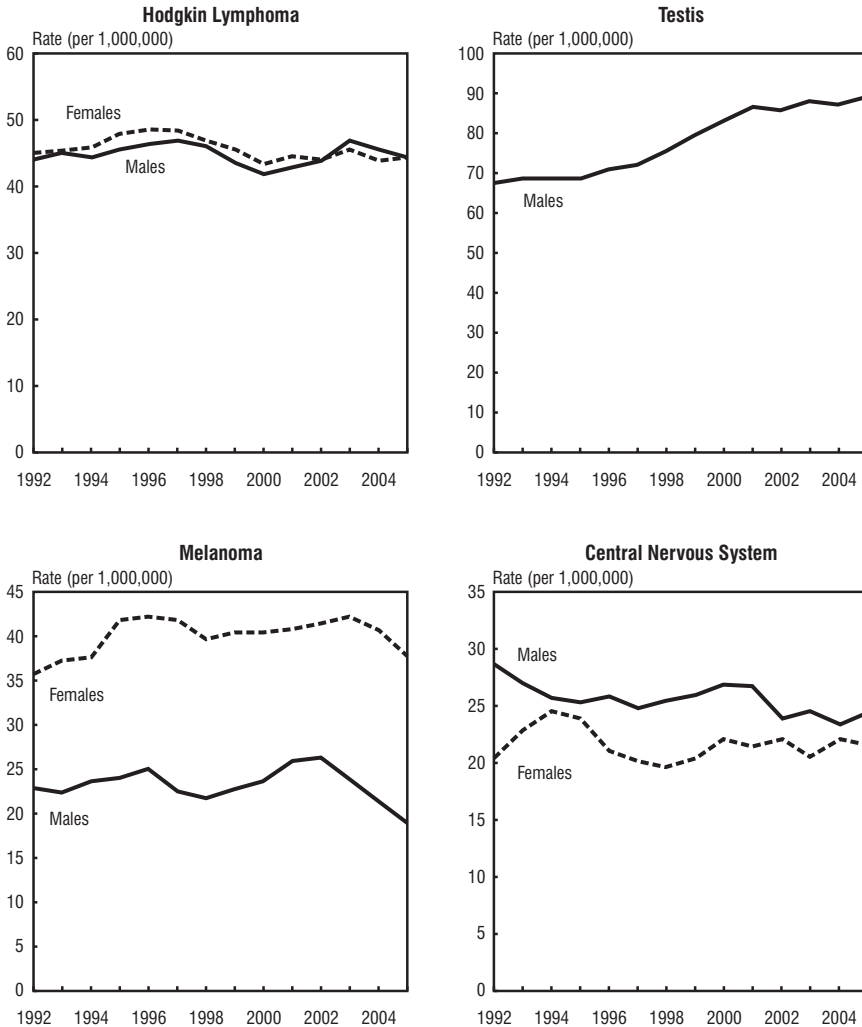 Hodgkin Lymphoma
Rate (per 1,000,000)
60
50
40
30
20
10
0
Females
Males
1992 1994 1996 1998 2000 2002 2004
Testis
Rate (per 1,000,000)
100
90
80
70
60
50
40
30
20
10
0
Males
1992 1994 1996 1998 2000 2002 2004
Melanoma
Rate (per 1,000,000)
45
40
35
30
25
20
15
10
5
0
Females
Males
1992 1994 1996 1998 2000 2002 2004
Central Nervous System
Rate (per 1,000,000)
35
30
25
20
15
10
5
0
Males
Females
1992 1994 1996 1998 2000 2002 2004